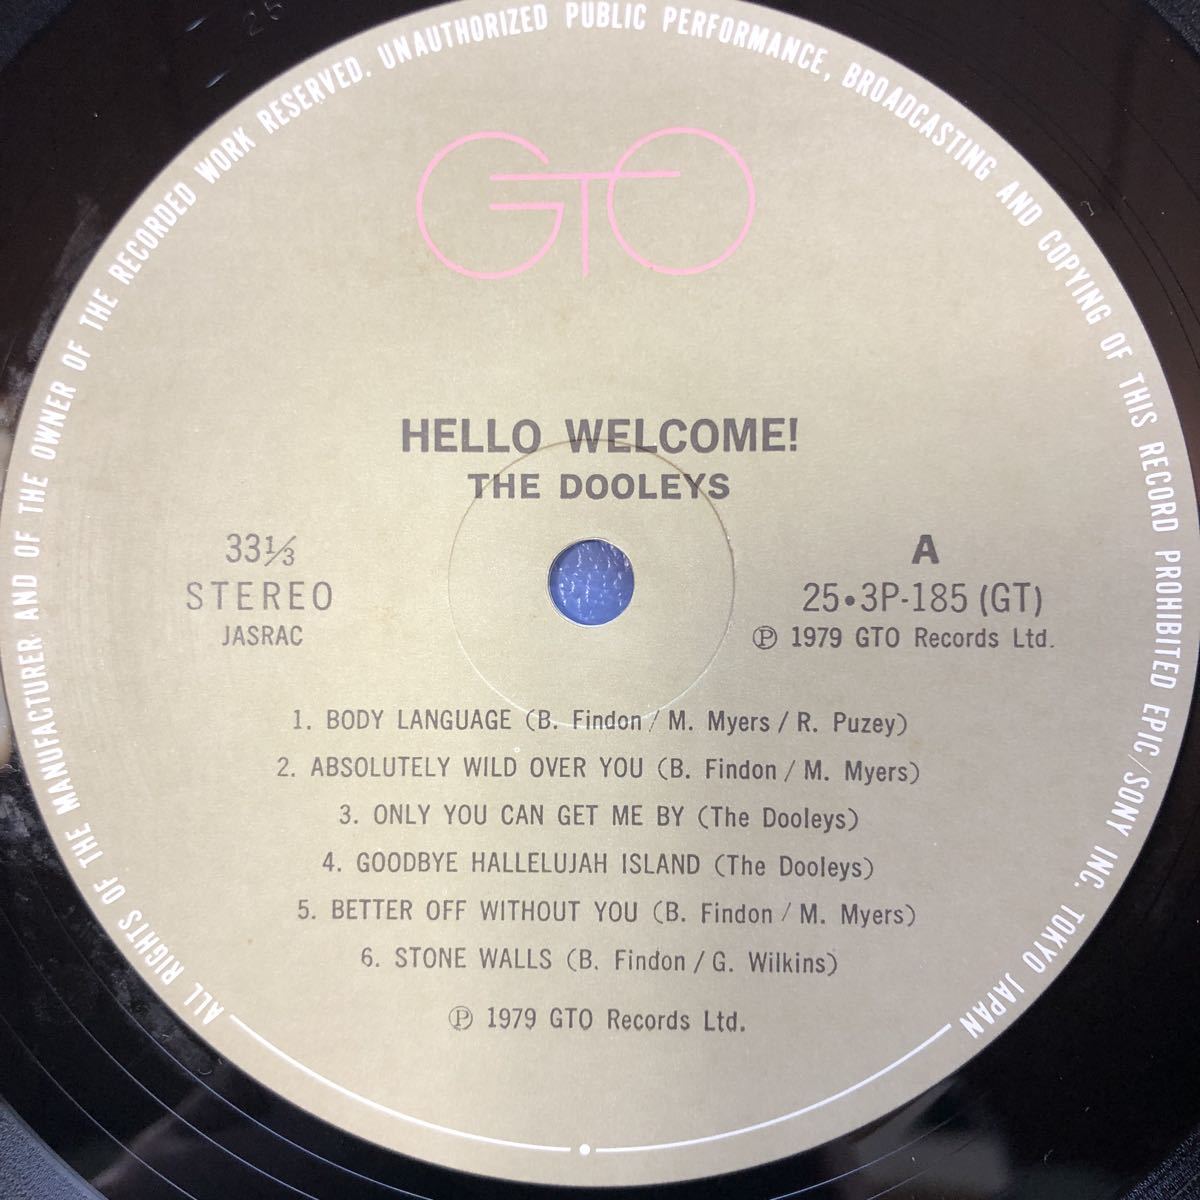 ALL RIGHTS OF THE MANUFACTURER AND OF THE OWNER OF THE RECORDED WORK RESERVED. UNAUTHORIZED PUBLIC PERFORMANCE, BROADCASTING AND COPYING OF THIS RECORD PROHIBITED EPIC/SONY INC. TOKYO JAPAN
GTO
HELLO WELCOME!
THE DOOLEYS
33⅓
STEREO
JASRAC
A
25•3P-185 (GT)
Ⓟ 1979 GTO Records Ltd.
1. BODY LANGUAGE (B. Findon / M. Myers / R. Puzey)
2. ABSOLUTELY WILD OVER YOU (B. Findon / M. Myers)
3. ONLY YOU CAN GET ME BY (The Dooleys)
4. GOODBYE HALLELUJAH ISLAND (The Dooleys)
5. BETTER OFF WITHOUT YOU (B. Findon / M. Myers)
6. STONE WALLS (B. Findon / G. Wilkins)
Ⓟ 1979 GTO Records Ltd.